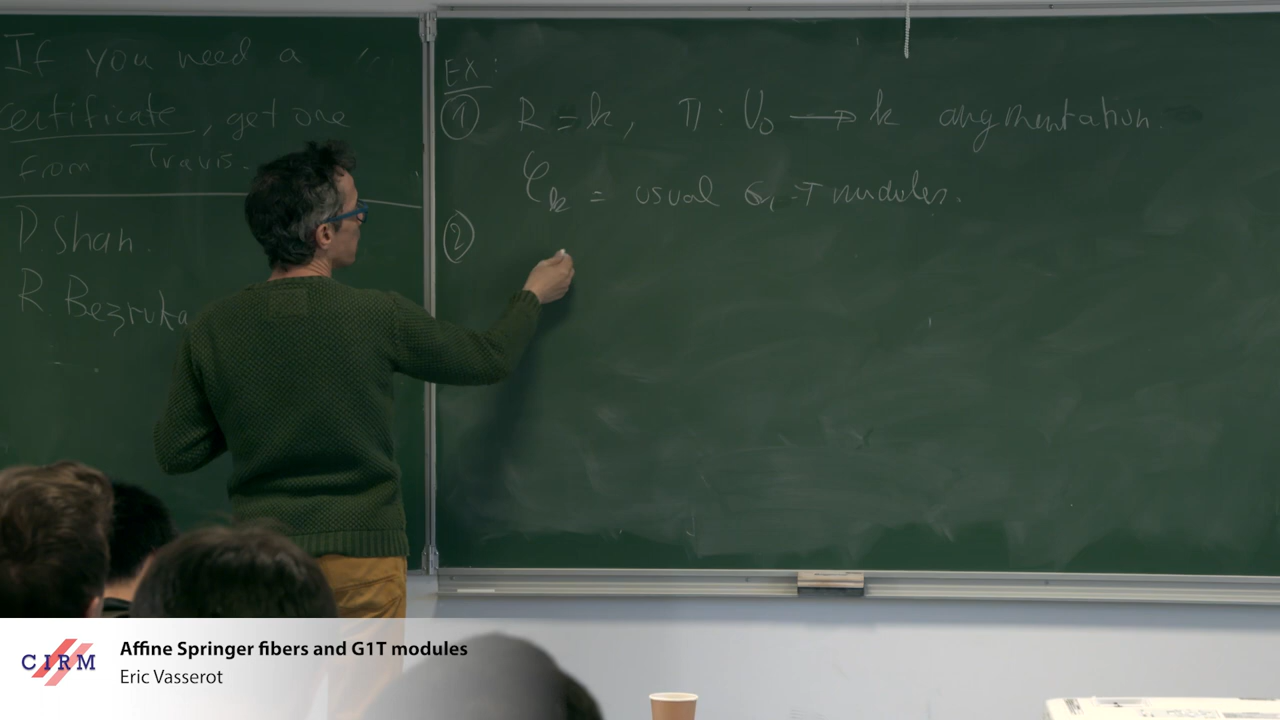 If you need a
certificate, get one
from Travis.
P. Shan.
R. Bezruka
EX:
① R = k, π : U₀ → k augmentation.
𝒞ₖ = usual G₁-T modules.
②
CIRM
Affine Springer fibers and G1T modules
Eric Vasserot